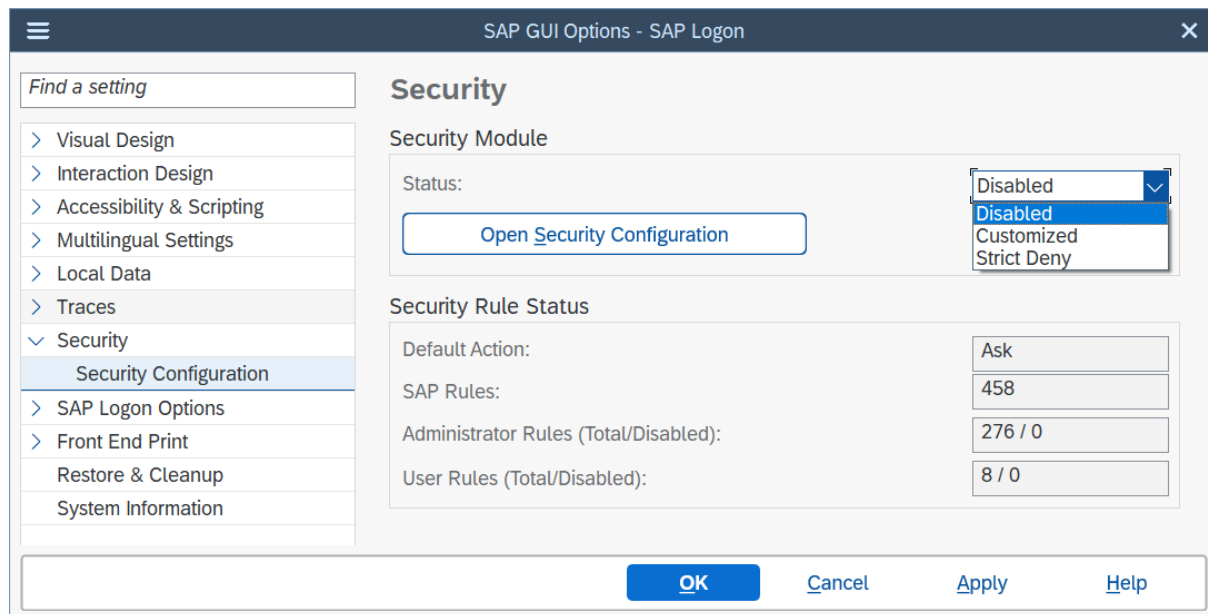 SAP GUI Options - SAP Logon
Find a setting
Visual Design
Interaction Design
Accessibility & Scripting
Multilingual Settings
Local Data
Traces
Security
Security Configuration
SAP Logon Options
Front End Print
Restore & Cleanup
System Information
Security
Security Module
Status:
Disabled
Disabled
Customized
Strict Deny
Open Security Configuration
Security Rule Status
Default Action: Ask
SAP Rules: 458
Administrator Rules (Total/Disabled): 276 / 0
User Rules (Total/Disabled): 8 / 0
OK Cancel Apply Help